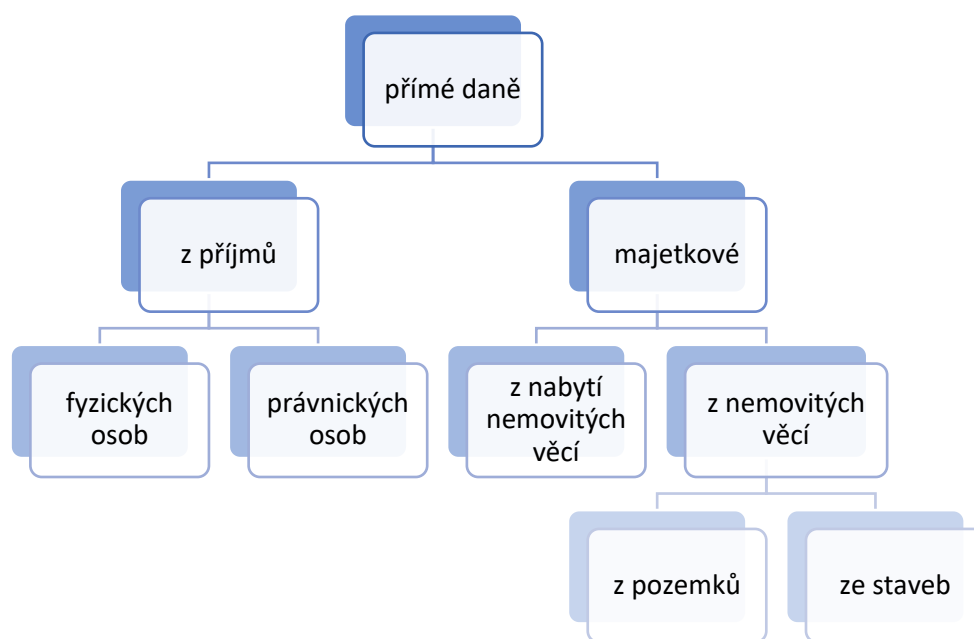 přímé daně
z příjmů
majetkové
fyzických
osob
právnických
osob
z nabytí
nemovitých
věcí
z nemovitých
věcí
z pozemků
ze staveb